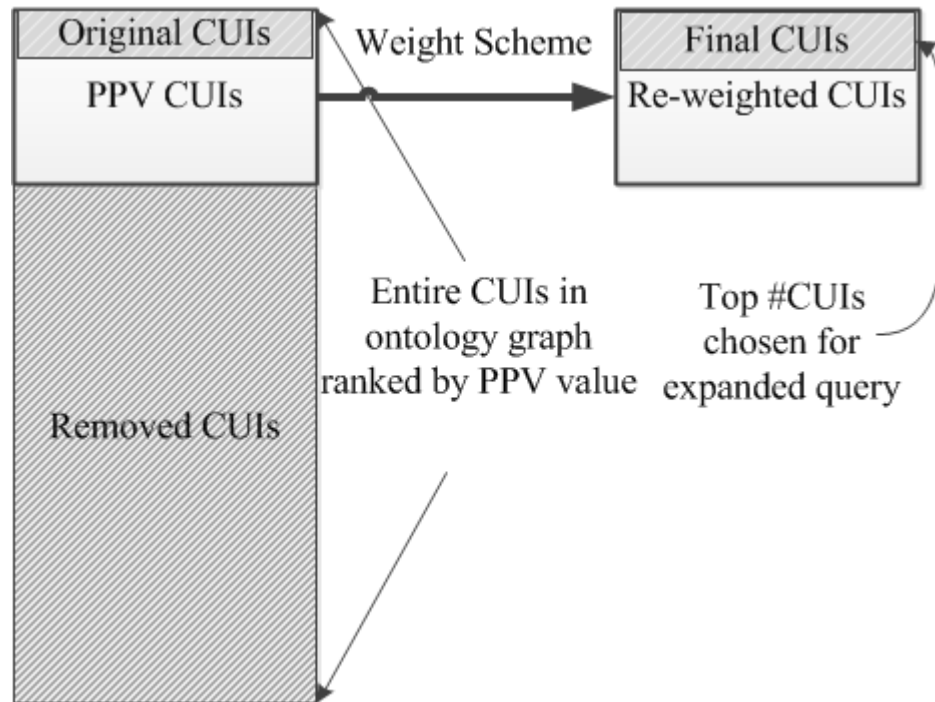 Original CUIs
PPV CUIs
Removed CUIs
Weight Scheme
Entire CUIs in
ontology graph
ranked by PPV value
Final CUIs
Re-weighted CUIs
Top #CUIs
chosen for
expanded query